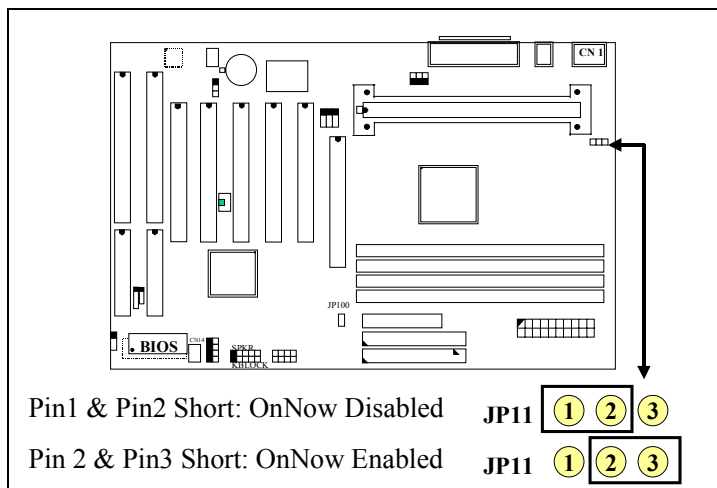 CN 1
JP100
BIOS
CN14
SPKR
KBLOCK
Pin1 & Pin2 Short: OnNow Disabled JP11 1 2 3
Pin 2 & Pin3 Short: OnNow Enabled JP11 1 2 3